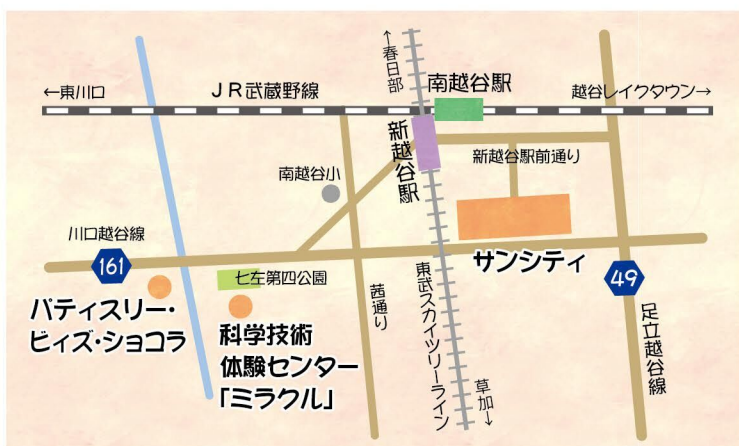 ←春日部
南越谷駅
←東川口
JR武蔵野線
越谷レイクタウン→
新越谷駅
新越谷駅前通り
南越谷小
川口越谷線
161
七左第四公園
サンシティ
49
パティスリー・
ビィズ・ショコラ
科学技術
体験センター
「ミラクル」
茜通り
東武スカイツリーライン
足立越谷線
草加→